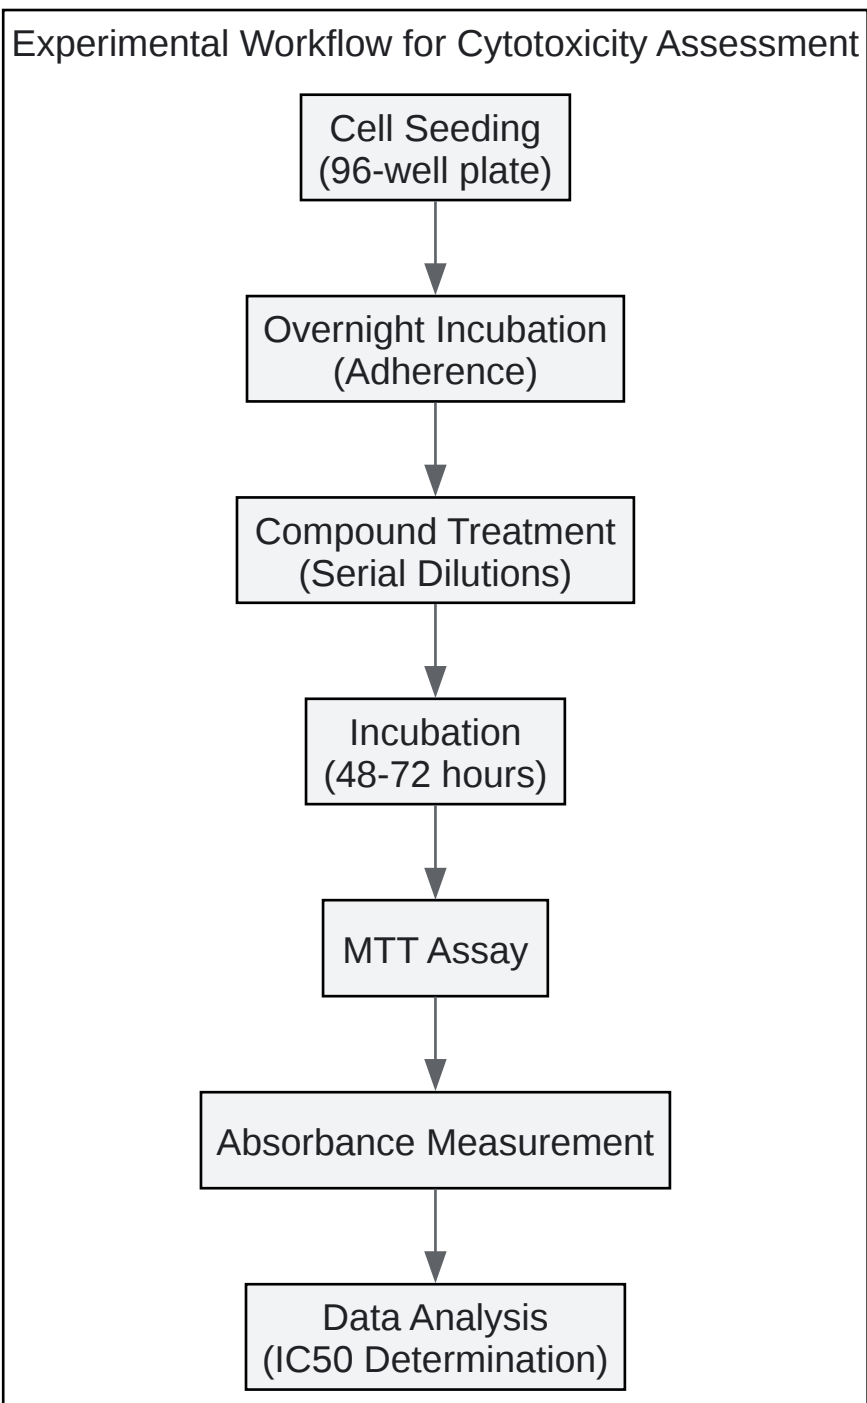 Experimental Workflow for Cytotoxicity Assessment
Cell Seeding
(96-well plate)
Overnight Incubation
(Adherence)
Compound Treatment
(Serial Dilutions)
Incubation
(48-72 hours)
MTT Assay
Absorbance Measurement
Data Analysis
(IC50 Determination)